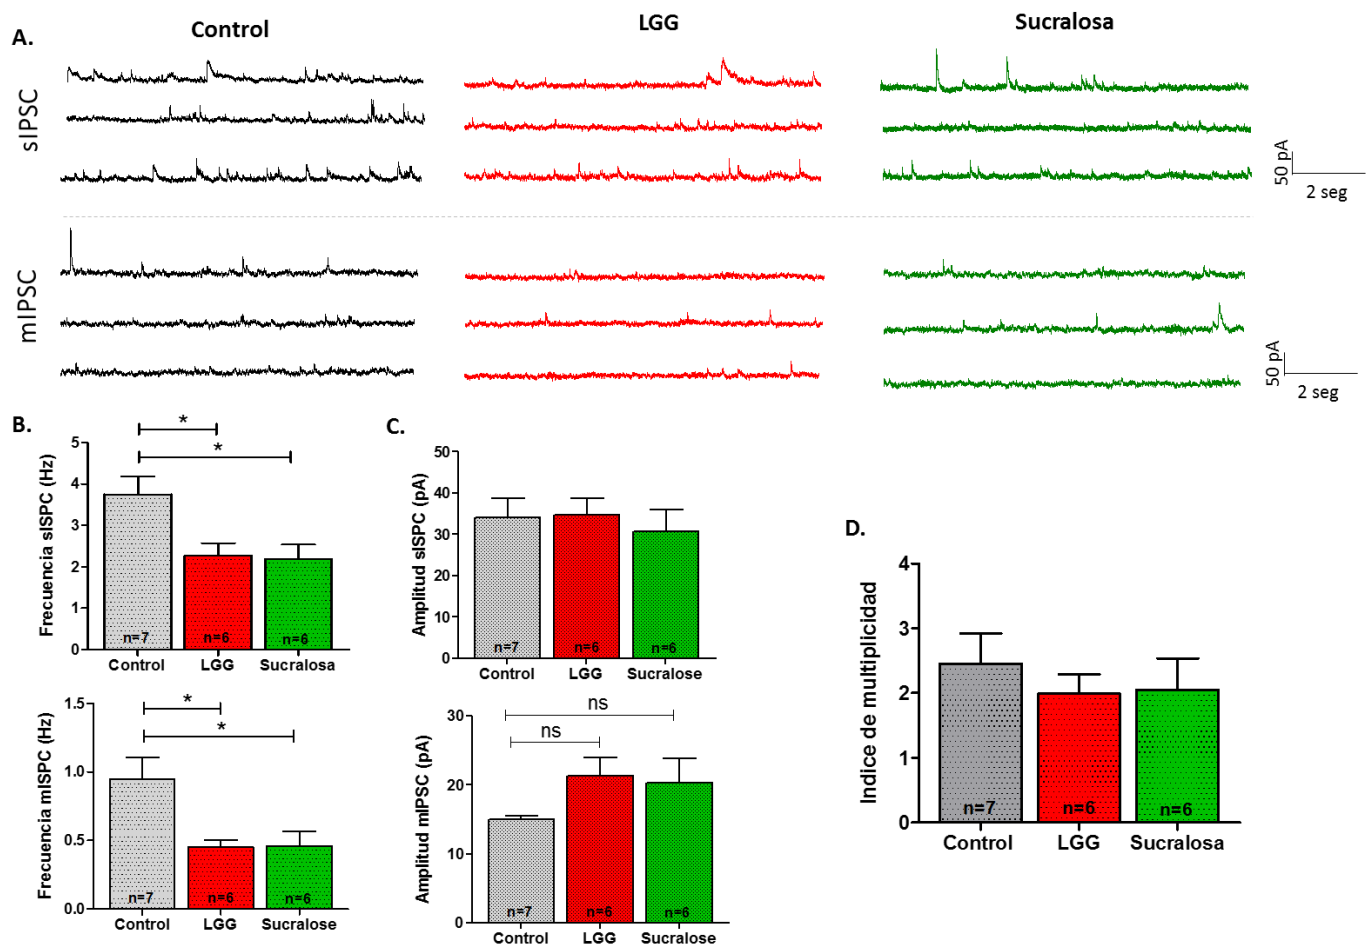 A.
Control
LGG
Sucralosa
sIPSC
50 pA
2 seg
mIPSC
50 pA
2 seg
B.
*
*
Frecuencia sISPC (Hz)
5
4
3
2
1
0
n=7
n=6
n=6
Control
LGG
Sucralosa
*
*
Frecuencia mISPC (Hz)
1.5
1.0
0.5
0.0
n=7
n=6
n=6
Control
LGG
Sucralose
C.
Amplitud sISPC (pA)
50
40
30
20
10
0
n=7
n=6
n=6
Control
LGG
Sucralose
ns
ns
Amplitud mIPSC (pA)
30
20
10
0
n=7
n=6
n=6
Control
LGG
Sucralose
D.
Indice de multiplicidad
4
3
2
1
0
n=7
n=6
n=6
Control
LGG
Sucralosa